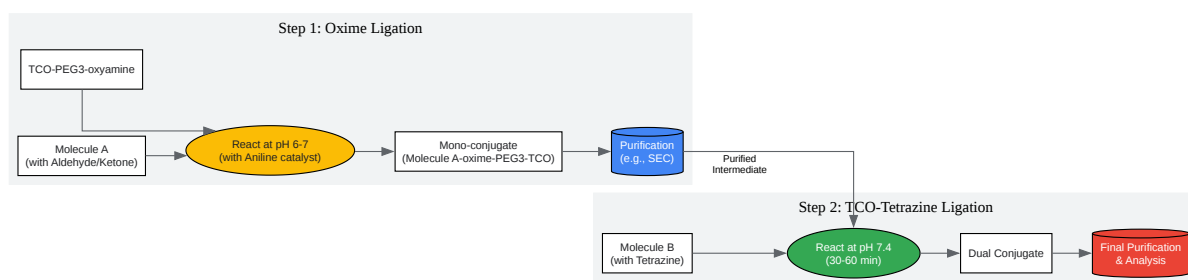 Step 1: Oxime Ligation
TCO-PEG3-oxyamine
Molecule A
(with Aldehyde/Ketone)
React at pH 6-7
(with Aniline catalyst)
Mono-conjugate
(Molecule A-oxime-PEG3-TCO)
Purification
(e.g., SEC)
Purified
Intermediate
Step 2: TCO-Tetrazine Ligation
Molecule B
(with Tetrazine)
React at pH 7.4
(30-60 min)
Dual Conjugate
Final Purification
& Analysis